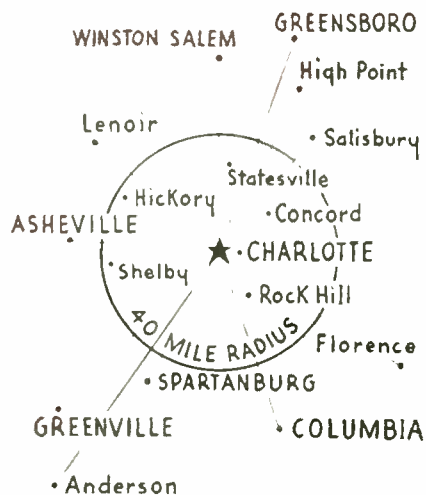 GREENSBORO
WINSTON SALEM
High Point
Lenoir
Salisbury
Statesville
Hickory
Concord
ASHEVILLE
CHARLOTTE
Shelby
Rock Hill
40 MILE RADIUS
Florence
SPARTANBURG
GREENVILLE
COLUMBIA
Anderson